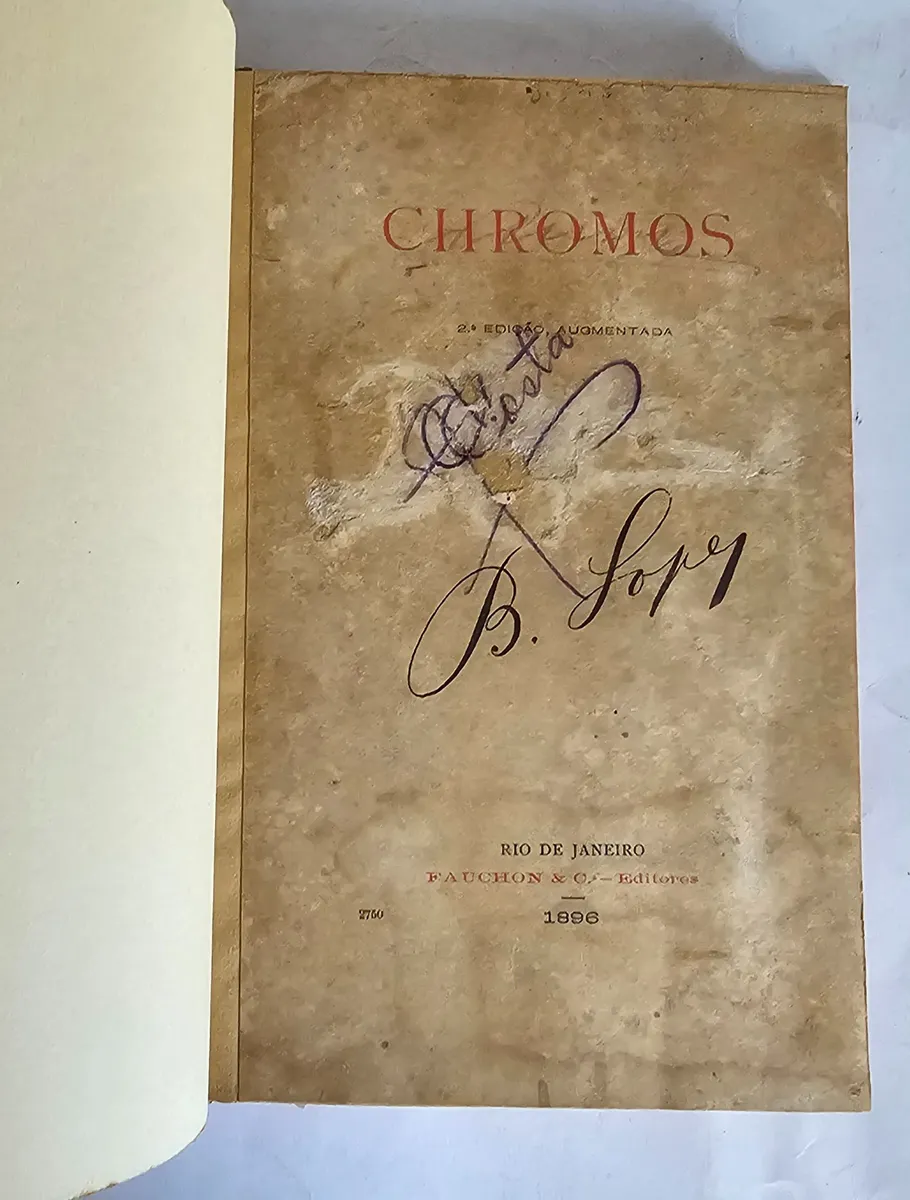 CHROMOS
2.ª EDIÇÃO, AUGMENTADA
Costa
B. Lopes
RIO DE JANEIRO
FAUCHON & C.ª — Editores
2750
1896